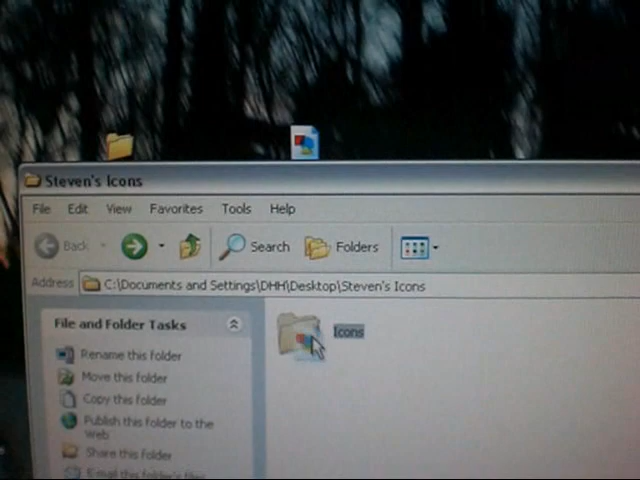 Steven's Icons
File Edit View Favorites Tools Help
Back Search Folders
Address C:\Documents and Settings\DHH\Desktop\Steven's Icons
File and Folder Tasks
Icons
Rename this folder
Move this folder
Copy this folder
Publish this folder to the
web
Share this folder
E-mail this folder's files